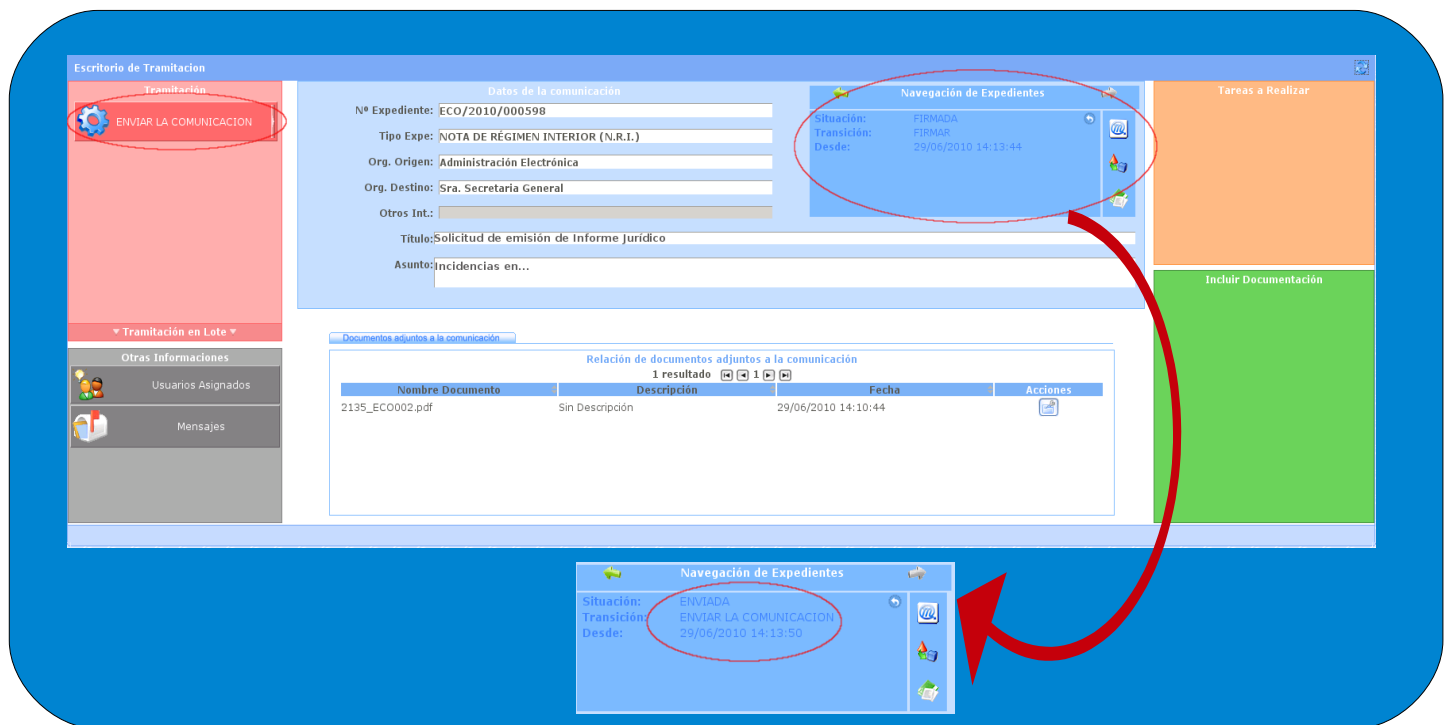 Escritorio de Tramitacion
Tramitación
ENVIAR LA COMUNICACION
▼ Tramitación en Lote ▼
Otras Informaciones
Usuarios Asignados
Mensajes
Datos de la comunicación
Nº Expediente: ECO/2010/000598
Tipo Expe: NOTA DE RÉGIMEN INTERIOR (N.R.I.)
Org. Origen: Administración Electrónica
Org. Destino: Sra. Secretaria General
Otros Int.:
Título: Solicitud de emisión de Informe Jurídico
Asunto: Incidencias en...
Navegación de Expedientes
Situación: FIRMADA
Transición: FIRMAR
Desde: 29/06/2010 14:13:44
Documentos adjuntos a la comunicación
Relación de documentos adjuntos a la comunicación
1 resultado 1
Nombre Documento Descripción Fecha Acciones
2135_ECO002.pdf Sin Descripción 29/06/2010 14:10:44
Tareas a Realizar
Incluir Documentación
Navegación de Expedientes
Situación: ENVIADA
Transición: ENVIAR LA COMUNICACION
Desde: 29/06/2010 14:13:50